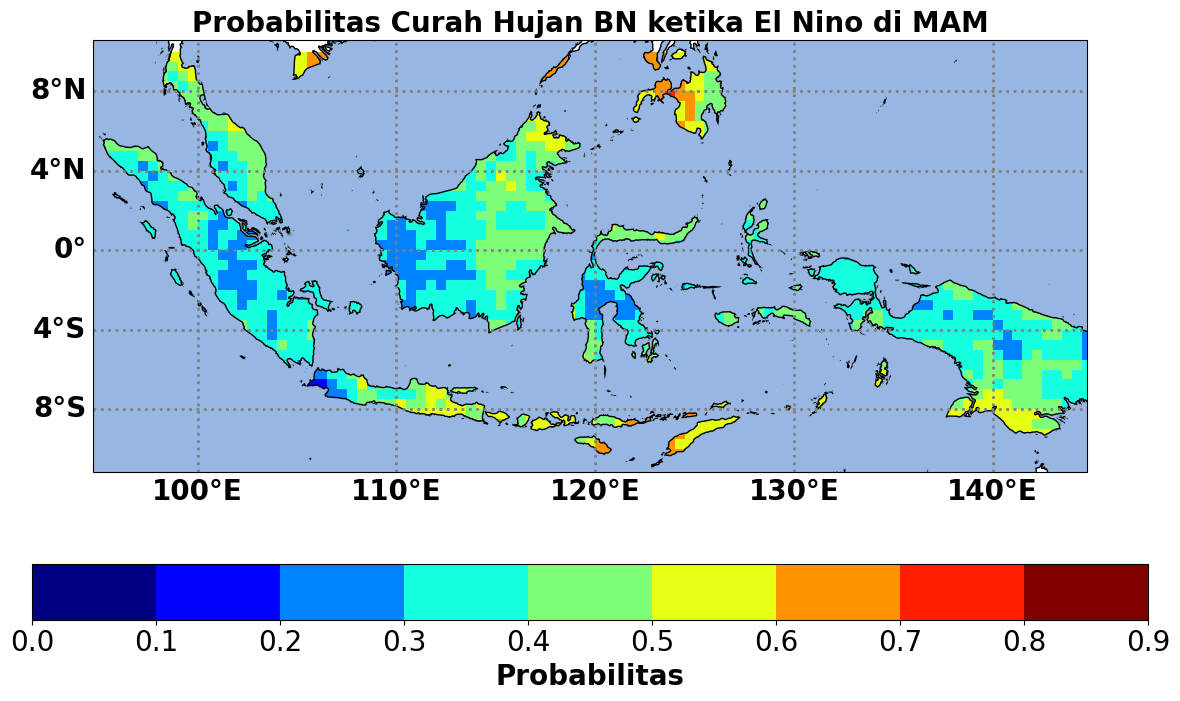 Probabilitas Curah Hujan BN ketika El Nino di MAM
8°N
4°N
0°
4°S
8°S
100°E 110°E 120°E 130°E 140°E
0.0 0.1 0.2 0.3 0.4 0.5 0.6 0.7 0.8 0.9
Probabilitas